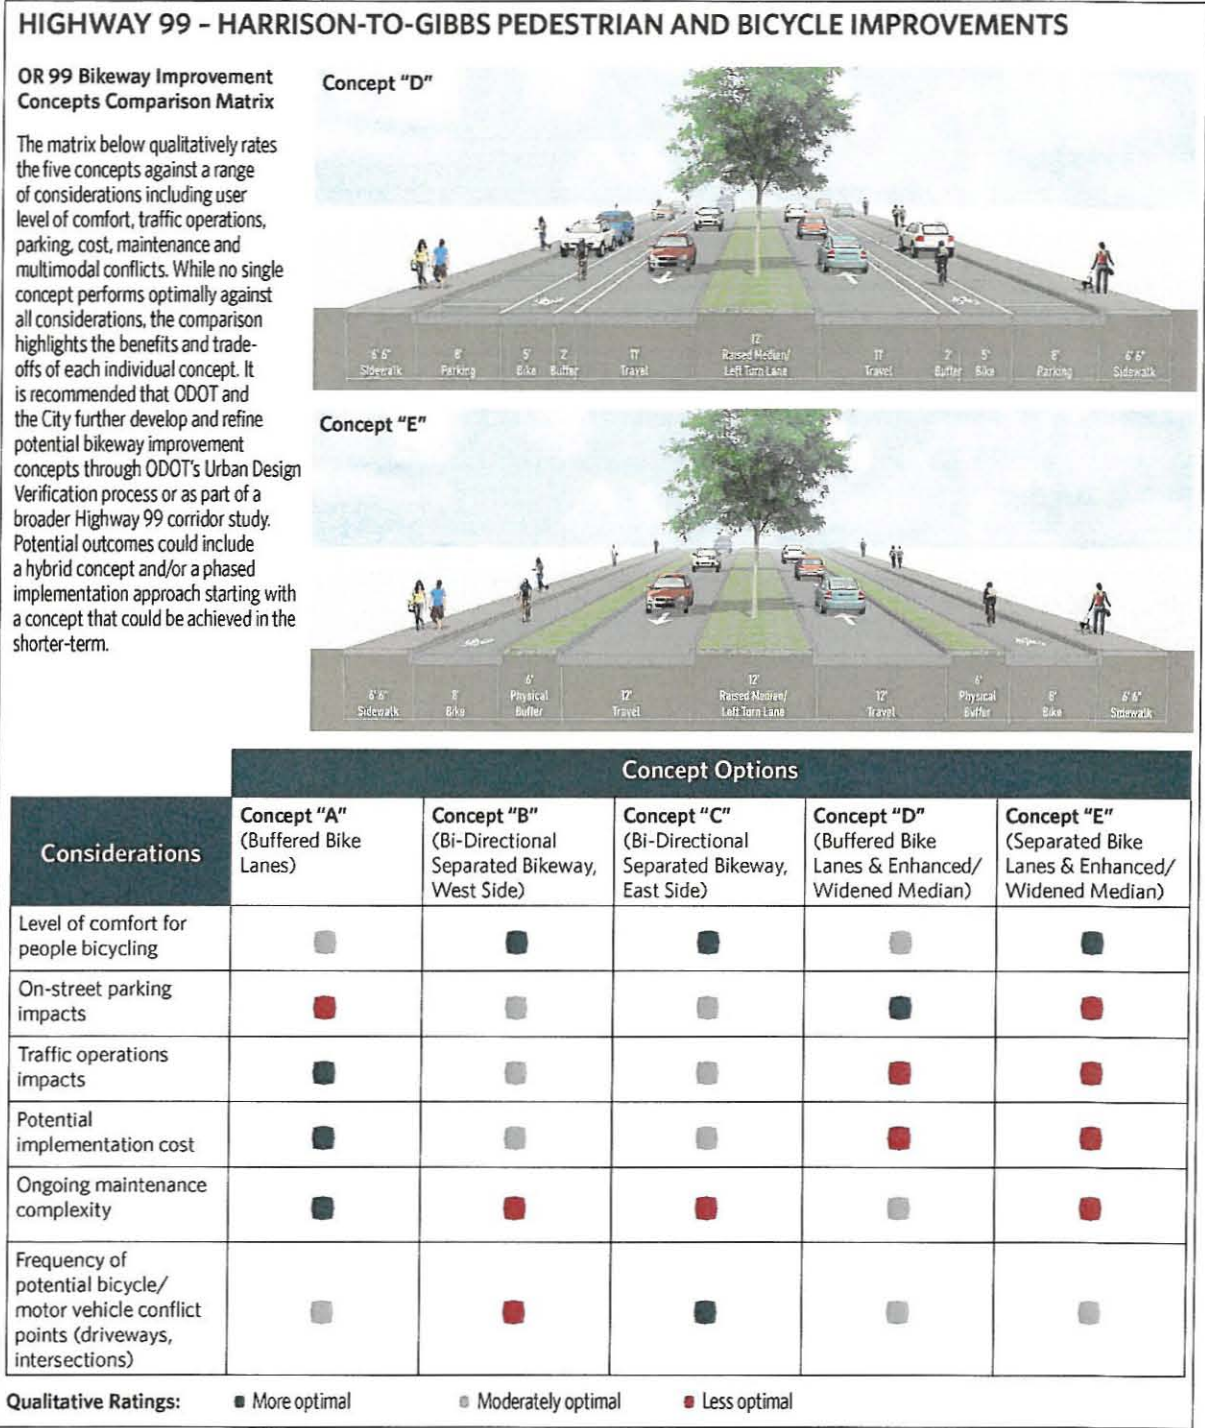 HIGHWAY 99 – HARRISON-TO-GIBBS PEDESTRIAN AND BICYCLE IMPROVEMENTS
OR 99 Bikeway Improvement
Concepts Comparison Matrix
The matrix below qualitatively rates
the five concepts against a range
of considerations including user
level of comfort, traffic operations,
parking, cost, maintenance and
multimodal conflicts. While no single
concept performs optimally against
all considerations, the comparison
highlights the benefits and trade-
offs of each individual concept. It
is recommended that ODOT and
the City further develop and refine
potential bikeway improvement
concepts through ODOT's Urban Design
Verification process or as part of a
broader Highway 99 corridor study.
Potential outcomes could include
a hybrid concept and/or a phased
implementation approach starting with
a concept that could be achieved in the
shorter-term.
Concept "D"
6'6" 8' 5' 2' 11' 12' 11' 2' 5' 8' 6'6"
Sidewalk Parking Bike Buffer Travel Raised Median/ Travel Buffer Bike Parking Sidewalk
Left Turn Lane
Concept "E"
6'6" 8' 6' 12' 12' 12' 6' 8' 6'6"
Sidewalk Bike Physical Travel Raised Median/ Travel Physical Bike Sidewalk
Buffer Left Turn Lane Buffer
Concept Options
Considerations
Concept "A"
(Buffered Bike
Lanes)
Concept "B"
(Bi-Directional
Separated Bikeway,
West Side)
Concept "C"
(Bi-Directional
Separated Bikeway,
East Side)
Concept "D"
(Buffered Bike
Lanes & Enhanced/
Widened Median)
Concept "E"
(Separated Bike
Lanes & Enhanced/
Widened Median)
Level of comfort for
people bicycling
On-street parking
impacts
Traffic operations
impacts
Potential
implementation cost
Ongoing maintenance
complexity
Frequency of
potential bicycle/
motor vehicle conflict
points (driveways,
intersections)
Qualitative Ratings: More optimal Moderately optimal Less optimal